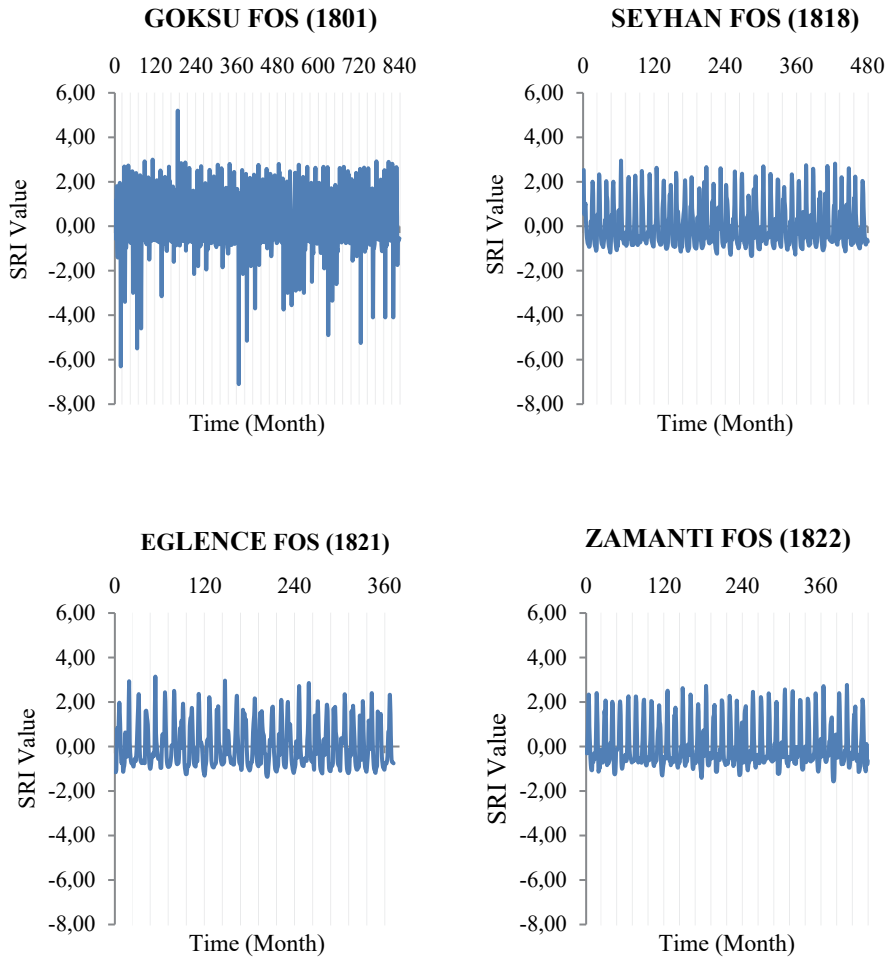 GOKSU FOS (1801)
0 120 240 360 480 600 720 840
6,00
4,00
2,00
0,00
-2,00
-4,00
-6,00
-8,00
SRI Value
Time (Month)
SEYHAN FOS (1818)
0 120 240 360 480
6,00
4,00
2,00
0,00
-2,00
-4,00
-6,00
-8,00
SRI Value
Time (Month)
EGLENCE FOS (1821)
0 120 240 360
6,00
4,00
2,00
0,00
-2,00
-4,00
-6,00
-8,00
SRI Value
Time (Month)
ZAMANTI FOS (1822)
0 120 240 360
6,00
4,00
2,00
0,00
-2,00
-4,00
-6,00
-8,00
SRI Value
Time (Month)